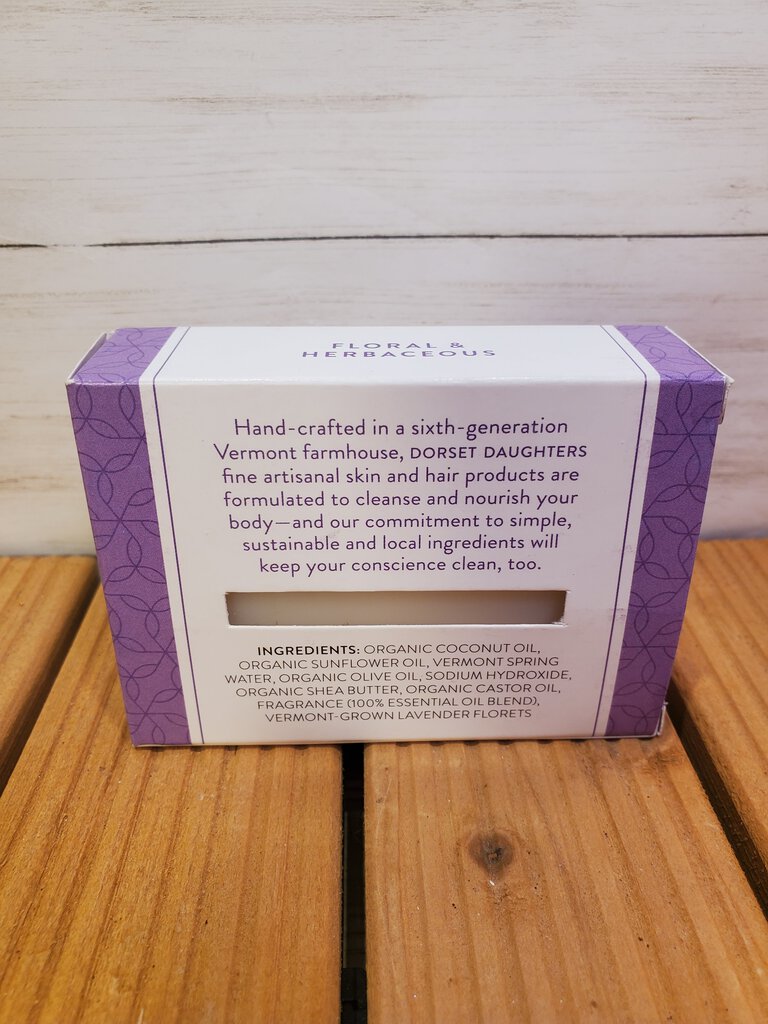 FLORAL &
HERBACEOUS
Hand-crafted in a sixth-generation
Vermont farmhouse, DORSET DAUGHTERS
fine artisanal skin and hair products are
formulated to cleanse and nourish your
body—and our commitment to simple,
sustainable and local ingredients will
keep your conscience clean, too.
INGREDIENTS: ORGANIC COCONUT OIL,
ORGANIC SUNFLOWER OIL, VERMONT SPRING
WATER, ORGANIC OLIVE OIL, SODIUM HYDROXIDE,
ORGANIC SHEA BUTTER, ORGANIC CASTOR OIL,
FRAGRANCE (100% ESSENTIAL OIL BLEND),
VERMONT-GROWN LAVENDER FLORETS